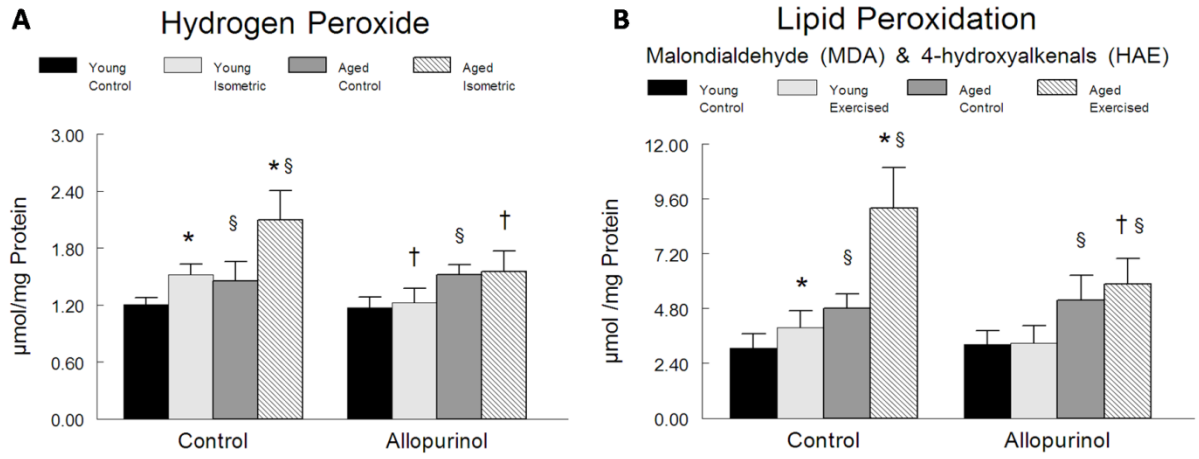 A
Hydrogen Peroxide
Young Control
Young Isometric
Aged Control
Aged Isometric
µmol/mg Protein
3.00
2.40
1.80
1.20
0.60
0.00
*
§
* §
†
§
†
Control
Allopurinol
B
Lipid Peroxidation
Malondialdehyde (MDA) & 4-hydroxyalkenals (HAE)
Young Control
Young Exercised
Aged Control
Aged Exercised
µmol /mg Protein
12.00
9.60
7.20
4.80
2.40
0.00
*
§
* §
§
† §
Control
Allopurinol